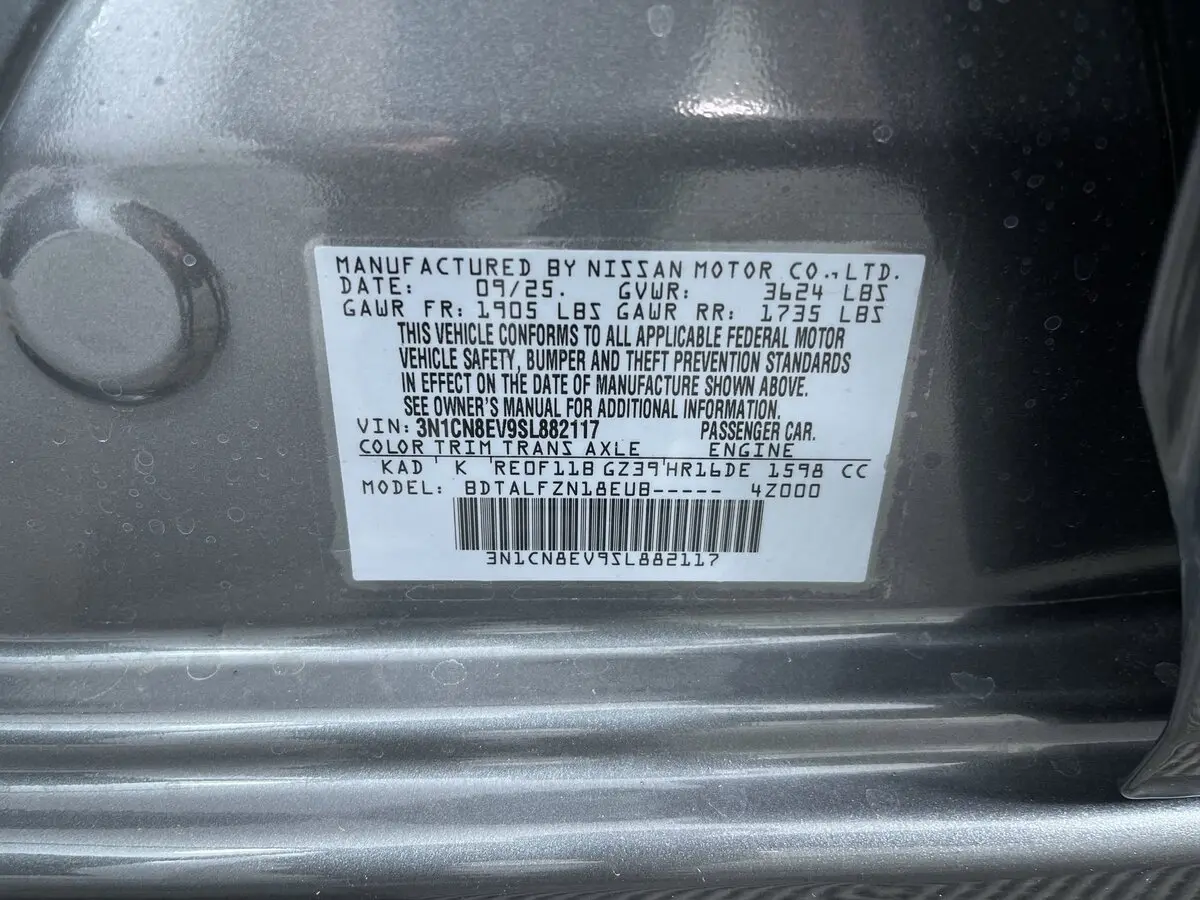 MANUFACTURED BY NISSAN MOTOR CO.,LTD.
DATE: 09/25. GVWR: 3624 LBS
GAWR FR: 1905 LBS GAWR RR: 1735 LBS
THIS VEHICLE CONFORMS TO ALL APPLICABLE FEDERAL MOTOR
VEHICLE SAFETY, BUMPER AND THEFT PREVENTION STANDARDS
IN EFFECT ON THE DATE OF MANUFACTURE SHOWN ABOVE.
SEE OWNER'S MANUAL FOR ADDITIONAL INFORMATION.
VIN: 3N1CN8EV9SL882117 PASSENGER CAR.
COLOR TRIM TRANS AXLE ENGINE
KAD ' K 'RE0F11B GZ39'HR16DE 1598 CC
MODEL: BDTALFZN18EUB----- 4Z000
3N1CN8EV9SL882117